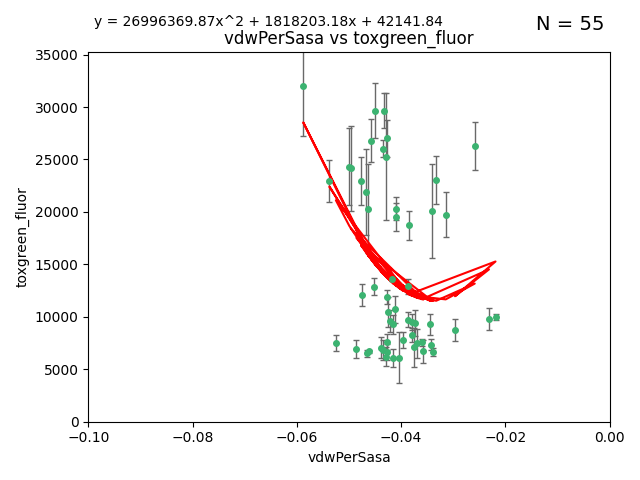 y = 26996369.87x^2 + 1818203.18x + 42141.84
N = 55
vdwPerSasa vs toxgreen_fluor
35000
30000
25000
20000
15000
10000
5000
0
toxgreen_fluor
−0.10
−0.08
−0.06
−0.04
−0.02
0.00
vdwPerSasa